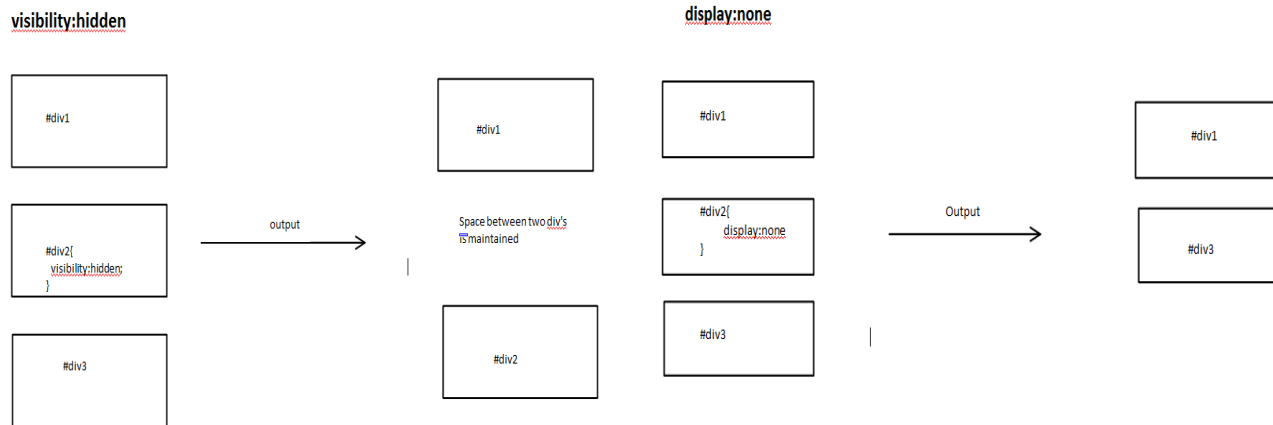 visibility:hidden
#div1
#div2{
visibility:hidden;
}
#div3
output
#div1
Space between two div's
is maintained
#div2
display:none
#div1
#div2{
display:none
}
#div3
Output
#div1
#div3